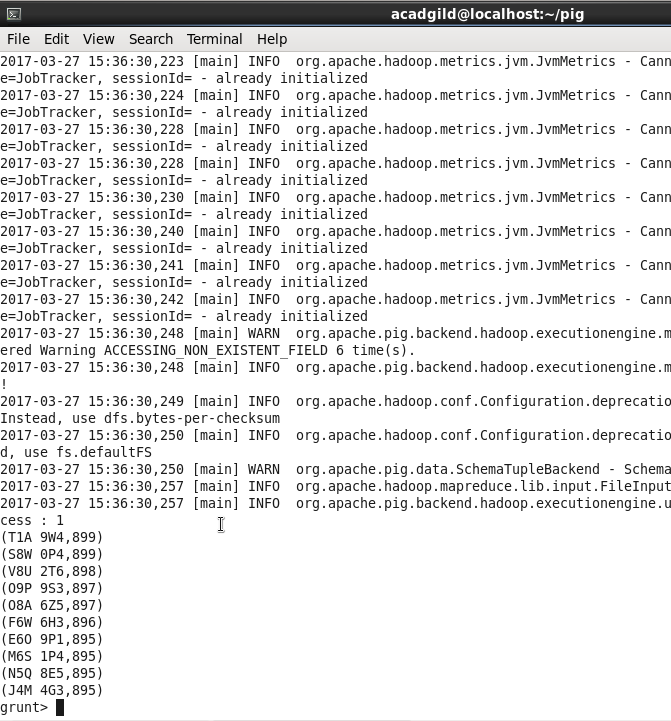 acadgild@localhost:~/pig
File Edit View Search Terminal Help
2017-03-27 15:36:30,223 [main] INFO  org.apache.hadoop.metrics.jvm.JvmMetrics - Cann
e=JobTracker, sessionId= - already initialized
2017-03-27 15:36:30,224 [main] INFO  org.apache.hadoop.metrics.jvm.JvmMetrics - Cann
e=JobTracker, sessionId= - already initialized
2017-03-27 15:36:30,228 [main] INFO  org.apache.hadoop.metrics.jvm.JvmMetrics - Cann
e=JobTracker, sessionId= - already initialized
2017-03-27 15:36:30,228 [main] INFO  org.apache.hadoop.metrics.jvm.JvmMetrics - Cann
e=JobTracker, sessionId= - already initialized
2017-03-27 15:36:30,230 [main] INFO  org.apache.hadoop.metrics.jvm.JvmMetrics - Cann
e=JobTracker, sessionId= - already initialized
2017-03-27 15:36:30,240 [main] INFO  org.apache.hadoop.metrics.jvm.JvmMetrics - Cann
e=JobTracker, sessionId= - already initialized
2017-03-27 15:36:30,241 [main] INFO  org.apache.hadoop.metrics.jvm.JvmMetrics - Cann
e=JobTracker, sessionId= - already initialized
2017-03-27 15:36:30,242 [main] INFO  org.apache.hadoop.metrics.jvm.JvmMetrics - Cann
e=JobTracker, sessionId= - already initialized
2017-03-27 15:36:30,248 [main] WARN  org.apache.pig.backend.hadoop.executionengine.m
ered Warning ACCESSING_NON_EXISTENT_FIELD 6 time(s).
2017-03-27 15:36:30,248 [main] INFO  org.apache.pig.backend.hadoop.executionengine.m
!
2017-03-27 15:36:30,249 [main] INFO  org.apache.hadoop.conf.Configuration.deprecatio
Instead, use dfs.bytes-per-checksum
2017-03-27 15:36:30,250 [main] INFO  org.apache.hadoop.conf.Configuration.deprecatio
d, use fs.defaultFS
2017-03-27 15:36:30,250 [main] WARN  org.apache.pig.data.SchemaTupleBackend - Schema
2017-03-27 15:36:30,257 [main] INFO  org.apache.hadoop.mapreduce.lib.input.FileInput
2017-03-27 15:36:30,257 [main] INFO  org.apache.pig.backend.hadoop.executionengine.u
cess : 1
(T1A 9W4,899)
(S8W 0P4,899)
(V8U 2T6,898)
(O9P 9S3,897)
(O8A 6Z5,897)
(F6W 6H3,896)
(E6O 9P1,895)
(M6S 1P4,895)
(N5Q 8E5,895)
(J4M 4G3,895)
grunt>